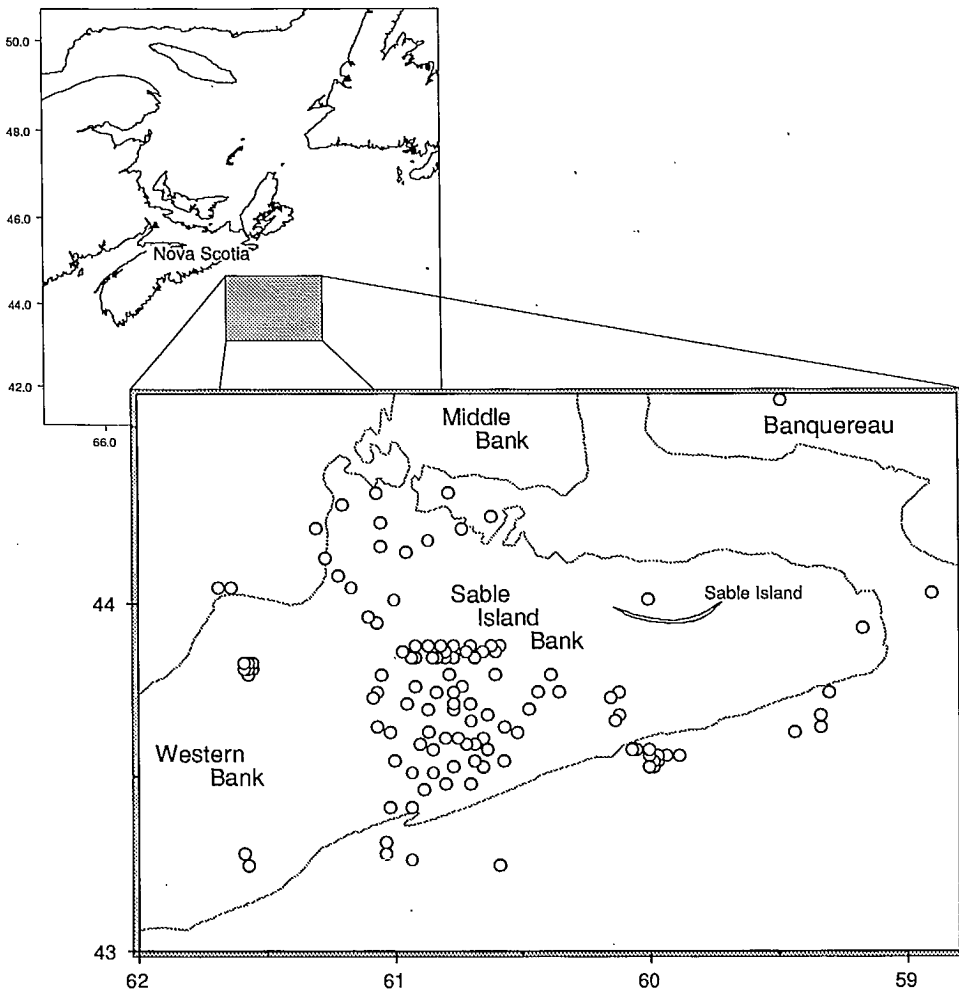 50.0
48.0
46.0
Nova Scotia
44.0
42.0
66.0
Middle
Bank
Banquereau
44
Sable
Island
Bank
Sable Island
Western
Bank
43
62
61
60
59